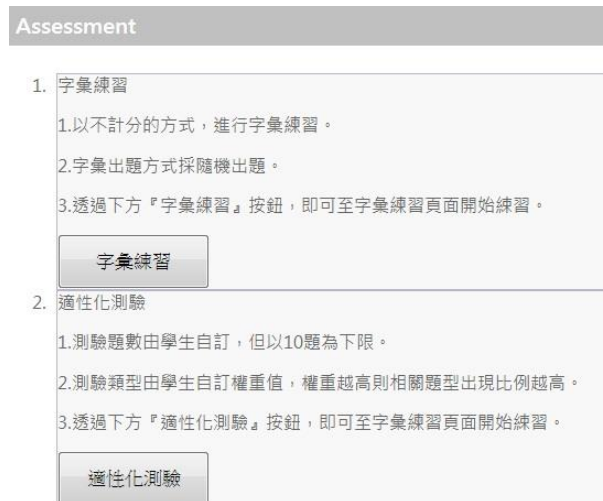 Assessment
1. 字彙練習
1.以不計分的方式，進行字彙練習。
2.字彙出題方式採隨機出題。
3.透過下方『字彙練習』按鈕，即可至字彙練習頁面開始練習。
字彙練習
2. 適性化測驗
1.測驗題數由學生自訂，但以10題為下限。
2.測驗類型由學生自訂權重值，權重越高則相關題型出現比例越高。
3.透過下方『適性化測驗』按鈕，即可至字彙練習頁面開始練習。
適性化測驗